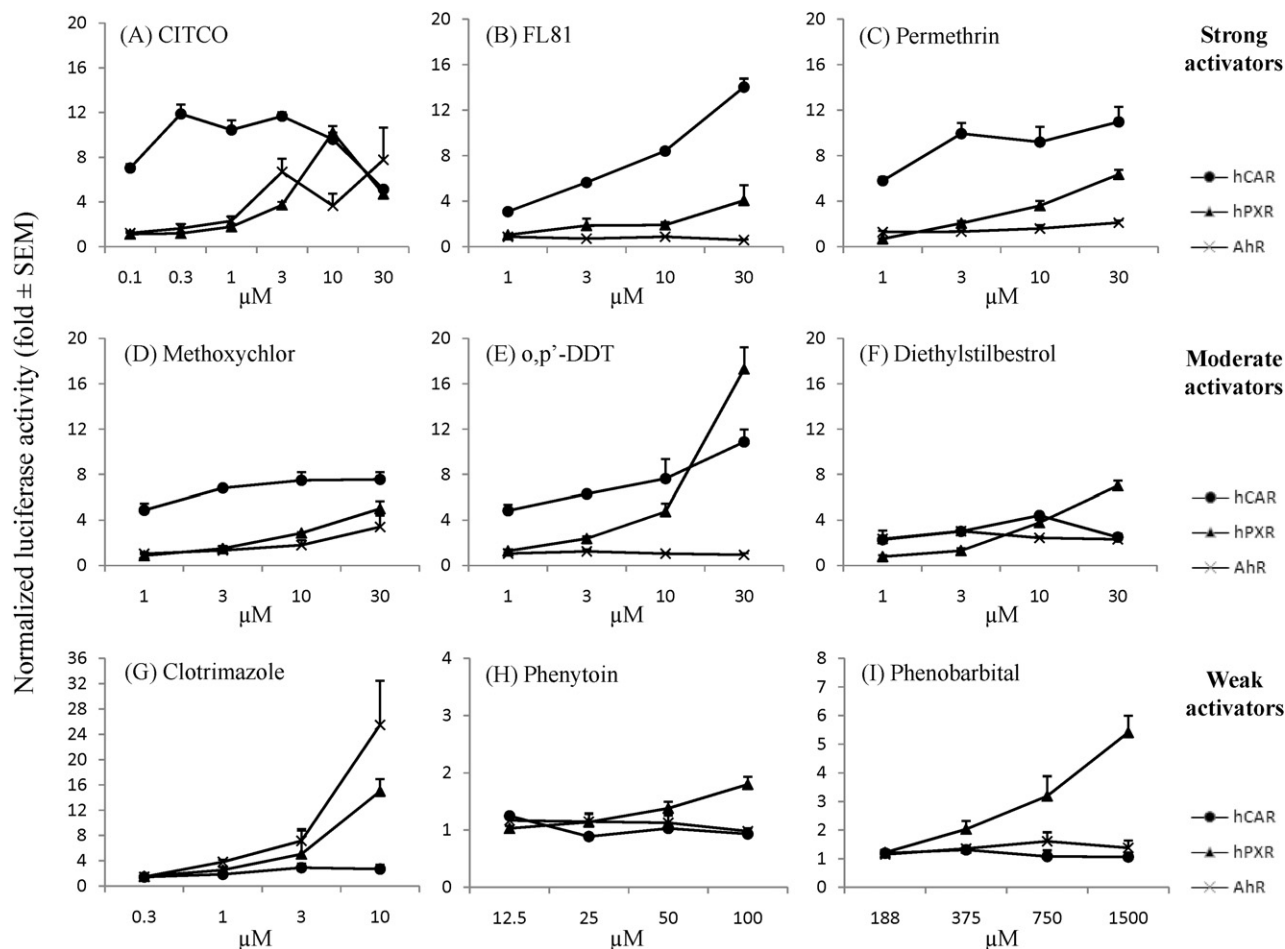 Normalized luciferase activity (fold ± SEM)
(A) CITCO
20
16
12
8
4
0
0.1 0.3 1 3 10 30
µM
(B) FL81
20
16
12
8
4
0
1 3 10 30
µM
(C) Permethrin
20
16
12
8
4
0
1 3 10 30
µM
Strong
activators
hCAR
hPXR
AhR
(D) Methoxychlor
20
16
12
8
4
0
1 3 10 30
µM
(E) o,p’-DDT
20
16
12
8
4
0
1 3 10 30
µM
(F) Diethylstilbestrol
20
16
12
8
4
0
1 3 10 30
µM
Moderate
activators
hCAR
hPXR
AhR
(G) Clotrimazole
36
32
28
24
20
16
12
8
4
0
0.3 1 3 10
µM
(H) Phenytoin
4
3
2
1
0
12.5 25 50 100
µM
(I) Phenobarbital
8
7
6
5
4
3
2
1
0
188 375 750 1500
µM
Weak
activators
hCAR
hPXR
AhR